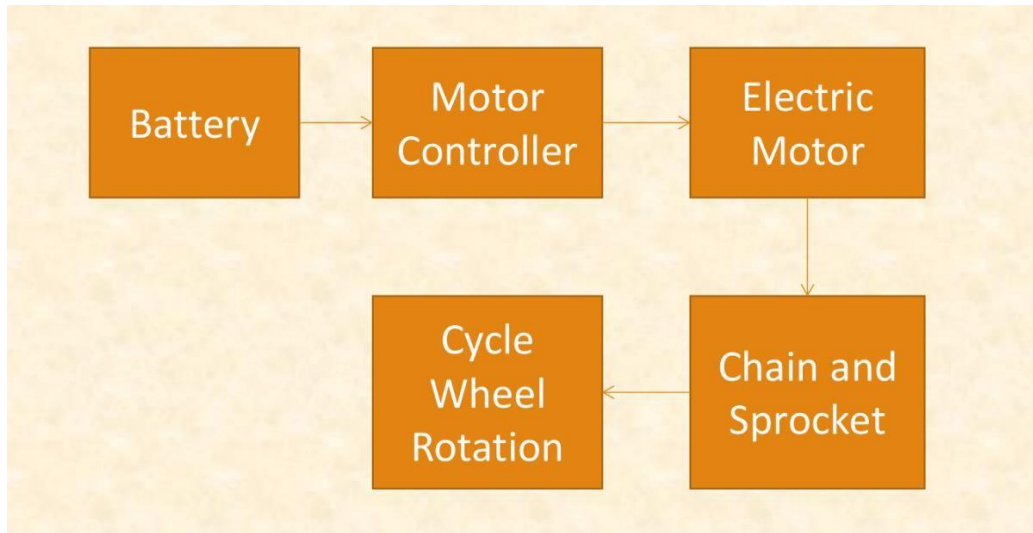 Battery
Motor
Controller
Electric
Motor
Chain and
Sprocket
Cycle
Wheel
Rotation